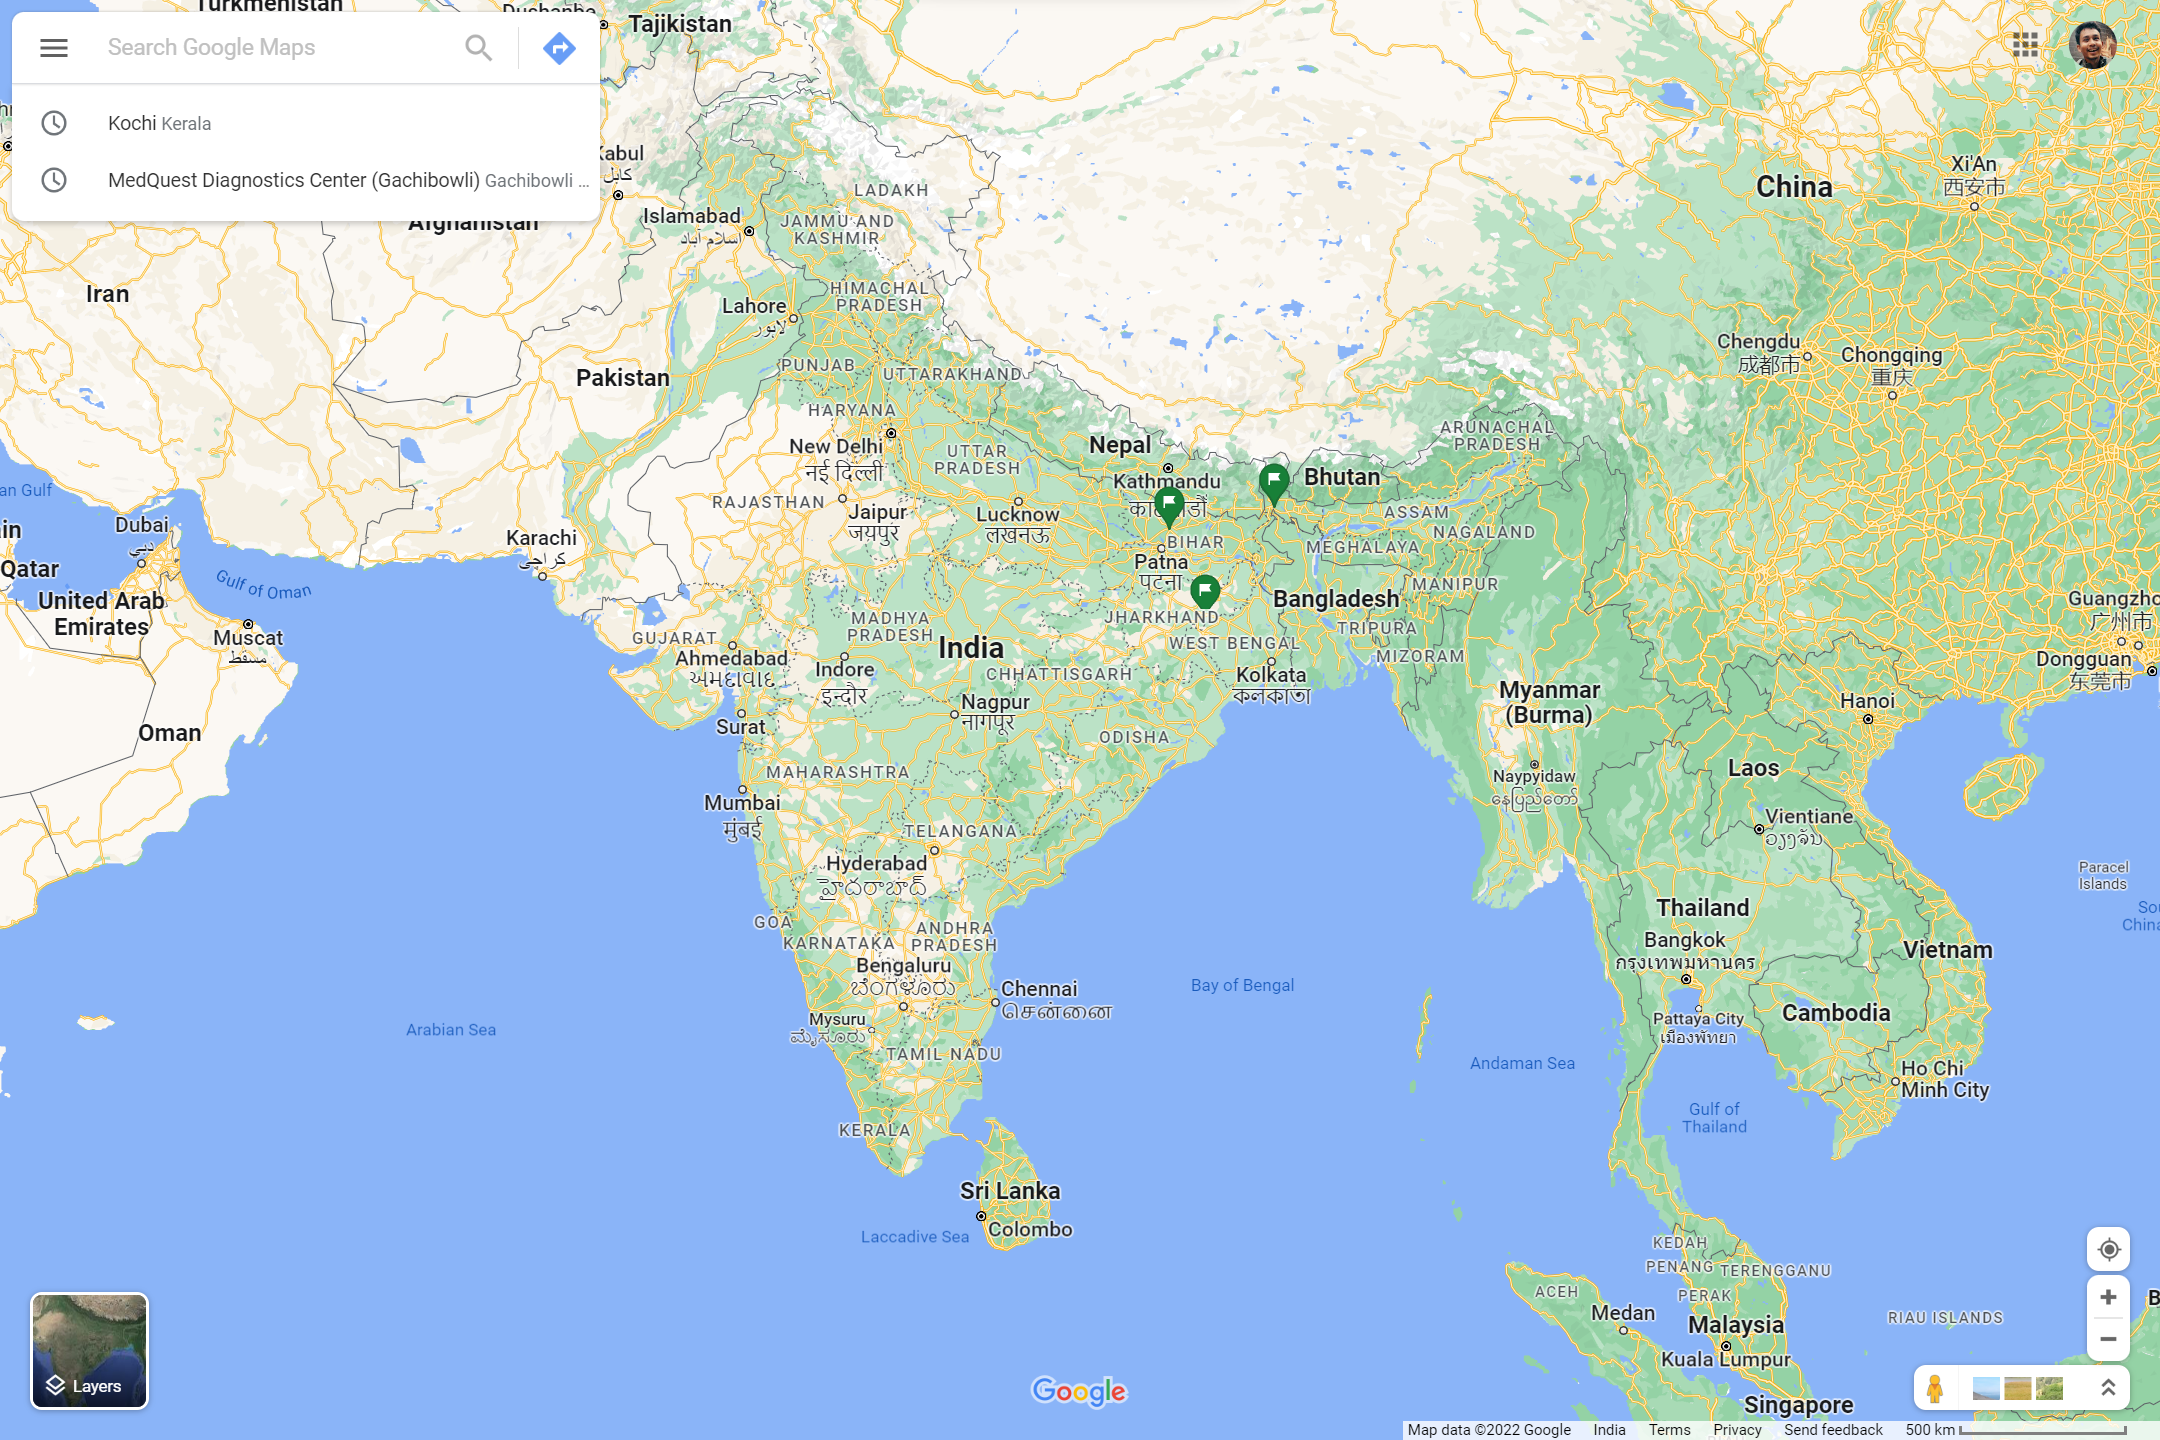 Turkmenistan
Dushanbe
Tajikistan
Search Google Maps
Kochi Kerala
MedQuest Diagnostics Center (Gachibowli) Gachibowli ...
Kabul
کابل
Afghanistan
Islamabad
اسلام آباد
LADAKH
JAMMU AND
KASHMIR
China
Xi'An
西安市
Iran
HIMACHAL
PRADESH
Lahore
لاہور
Chengdu
成都市
Chongqing
重庆
Pakistan
PUNJAB
UTTARAKHAND
HARYANA
New Delhi
नई दिल्ली
UTTAR
PRADESH
Nepal
Kathmandu
Bhutan
ARUNACHAL
PRADESH
an Gulf
ain
Qatar
Dubai
دبي
Karachi
کراچی
RAJASTHAN
Jaipur
जयपुर
Lucknow
लखनऊ
ASSAM
NAGALAND
BIHAR
MEGHALAYA
Patna
पटना
MANIPUR
Gulf of Oman
United Arab
Emirates
Muscat
مسقط
Oman
GUJARAT
Ahmedabad
અમદાવાદ
MADHYA
PRADESH
Indore
इन्दौर
India
JHARKHAND
WEST BENGAL
Bangladesh
TRIPURA
MIZORAM
CHHATTISGARH
Kolkata
কলকাতা
Guangzho
广州市
Dongguan
东莞市
Surat
Nagpur
नागपूर
ODISHA
Myanmar
(Burma)
Hanoi
Laos
Naypyidaw
နေပြည်တော်
MAHARASHTRA
Mumbai
मुंबई
TELANGANA
Hyderabad
హైదరాబాద్
Vientiane
ວຽງຈັນ
Paracel
Islands
GOA
KARNATAKA
ANDHRA
PRADESH
Bengaluru
ಬೆಂಗಳೂರು
Thailand
Bangkok
กรุงเทพมหานคร
Vietnam
Sou
China
Chennai
சென்னை
Bay of Bengal
Mysuru
ಮೈಸೂರು
Arabian Sea
Pattaya City
เมืองพัทยา
Cambodia
TAMIL NADU
Andaman Sea
Ho Chi
Minh City
Gulf of
Thailand
KERALA
Sri Lanka
Colombo
Laccadive Sea
KEDAH
PENANG
TERENGGANU
PERAK
ACEH
Medan
Malaysia
Kuala Lumpur
RIAU ISLANDS
B
Layers
Google
Singapore
Map data ©2022 Google India Terms Privacy Send feedback 500 km